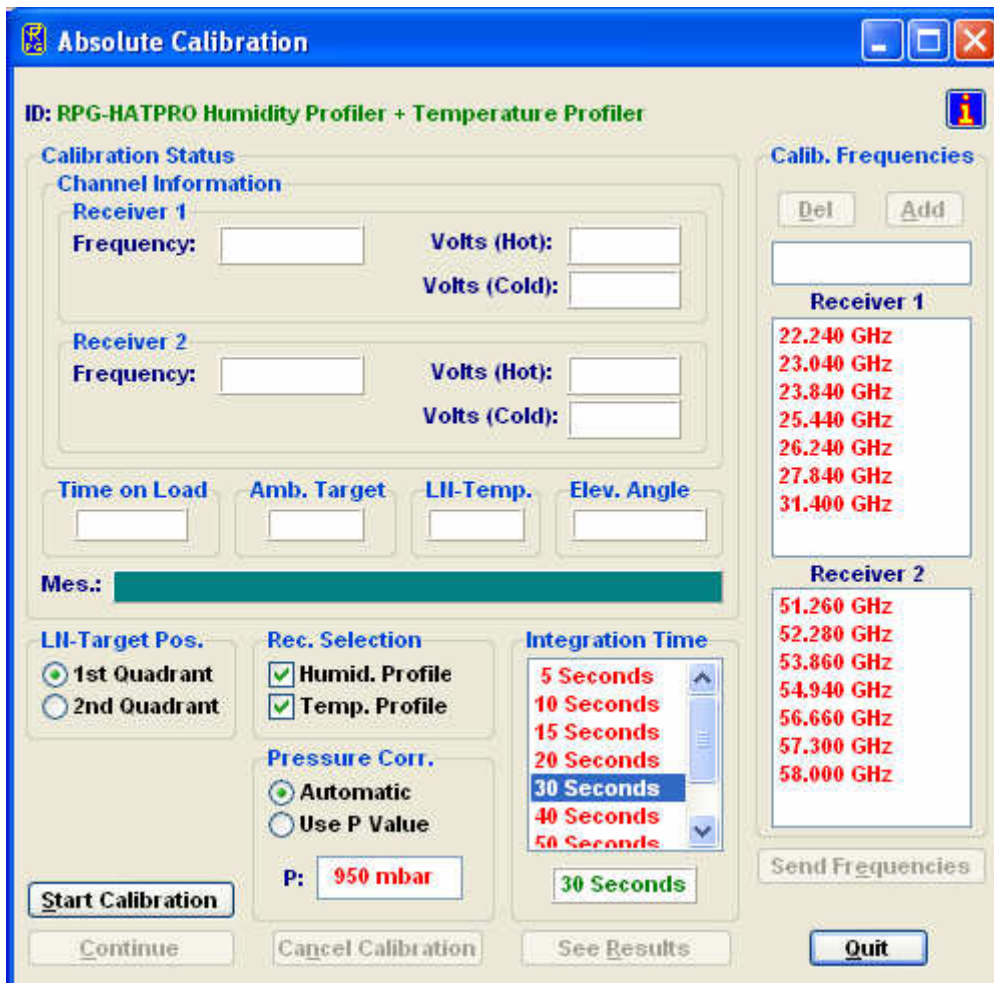 Absolute Calibration
ID: RPG-HATPRO Humidity Profiler + Temperature Profiler
i
Calibration Status
Channel Information
Receiver 1
Frequency:
Volts (Hot):
Volts (Cold):
Receiver 2
Frequency:
Volts (Hot):
Volts (Cold):
Time on Load
Amb. Target
LN-Temp.
Elev. Angle
Mes.:
LN-Target Pos.
1st Quadrant
2nd Quadrant
Rec. Selection
Humid. Profile
Temp. Profile
Pressure Corr.
Automatic
Use P Value
P: 950 mbar
Integration Time
5 Seconds
10 Seconds
15 Seconds
20 Seconds
30 Seconds
40 Seconds
50 Seconds
30 Seconds
Calib. Frequencies
Del
Add
Receiver 1
22.240 GHz
23.040 GHz
23.840 GHz
25.440 GHz
26.240 GHz
27.840 GHz
31.400 GHz
Receiver 2
51.260 GHz
52.280 GHz
53.860 GHz
54.940 GHz
56.660 GHz
57.300 GHz
58.000 GHz
Send Frequencies
Start Calibration
Continue
Cancel Calibration
See Results
Quit